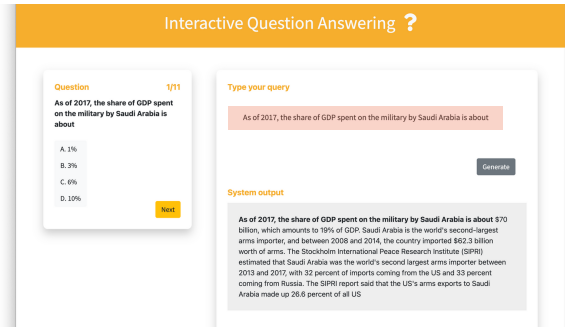 Interactive Question Answering ?
Question 1/11
As of 2017, the share of GDP spent
on the military by Saudi Arabia is
about
A. 1%
B. 3%
C. 6%
D. 10%
Next
Type your query
As of 2017, the share of GDP spent on the military by Saudi Arabia is about
Generate
System output
As of 2017, the share of GDP spent on the military by Saudi Arabia is about $70
billion, which amounts to 19% of GDP. Saudi Arabia is the world's second-largest
arms importer, and between 2008 and 2014, the country imported $62.3 billion
worth of arms. The Stockholm International Peace Research Institute (SIPRI)
estimated that Saudi Arabia was the world's second largest arms importer between
2013 and 2017, with 32 percent of imports coming from the US and 33 percent
coming from Russia. The SIPRI report said that the US's arms exports to Saudi
Arabia made up 26.6 percent of all US